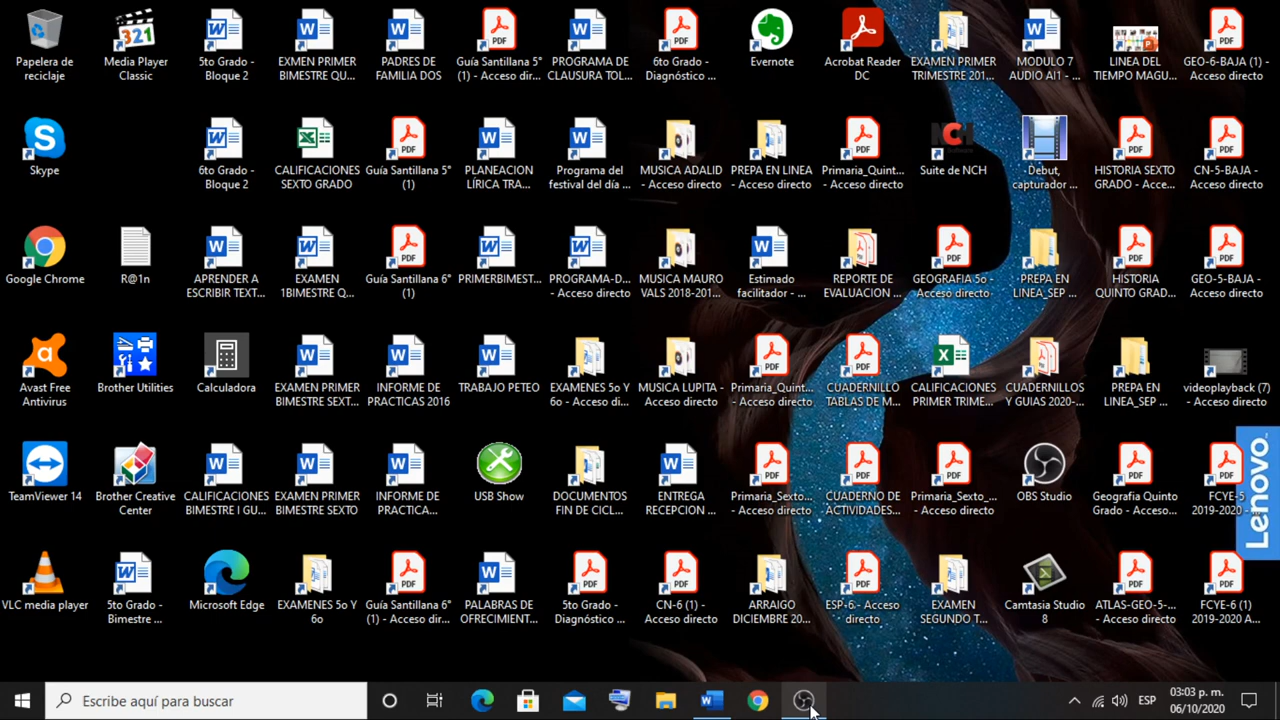 Papelera de
reciclaje
321
Media Player
Classic
5to Grado -
Bloque 2
EXMEN PRIMER
BIMESTRE QU...
PADRES DE
FAMILIA DOS
Guía Santillana 5°
(1) - Acceso dir...
PROGRAMA DE
CLAUSURA TOL...
6to Grado -
Diagnóstico ...
Evernote
Acrobat Reader
DC
EXAMEN PRIMER
TRIMESTRE 201...
MODULO 7
AUDIO AI1 - ...
LINEA DEL
TIEMPO MAGU...
GEO-6-BAJA (1) -
Acceso directo
Skype
6to Grado -
Bloque 2
CALIFICACIONES
SEXTO GRADO
Guía Santillana 5°
(1)
PLANEACION
LÍRICA TRA...
Programa del
festival del día ...
MUSICA ADALID
- Acceso directo
PREPA EN LINEA
- Acceso directo
Primaria_Quint...
- Acceso directo
NCH
Suite de NCH
Debut,
capturador ...
HISTORIA SEXTO
GRADO - Acce...
CN-5-BAJA -
Acceso directo
Google Chrome
R@1n
APRENDER A
ESCRIBIR TEXT...
EXAMEN
1BIMESTRE Q...
Guía Santillana 6°
(1)
PRIMERBIMEST...
PROGRAMA-D...
- Acceso directo
MUSICA MAURO
VALS 2018-201...
Estimado
facilitador - ...
REPORTE DE
EVALUACION ...
GEOGRAFIA 5o -
Acceso directo
PREPA EN
LINEA_SEP ...
HISTORIA
QUINTO GRAD...
GEO-5-BAJA -
Acceso directo
Avast Free
Antivirus
Brother Utilities
Calculadora
EXAMEN PRIMER
BIMESTRE SEXT...
INFORME DE
PRACTICAS 2016
TRABAJO PETEO
EXAMENES 5o Y
6o - Acceso di...
MUSICA LUPITA -
Acceso directo
Primaria_Quint...
- Acceso directo
CUADERNILLO
TABLAS DE M...
CALIFICACIONES
PRIMER TRIME...
CUADERNILLOS
Y GUIAS 2020-...
PREPA EN
LINEA_SEP ...
videoplayback (7)
- Acceso directo
TeamViewer 14
Brother Creative
Center
CALIFICACIONES
BIMESTRE I GU...
EXAMEN PRIMER
BIMESTRE SEXTO
INFORME DE
PRACTICA...
USB Show
DOCUMENTOS
FIN DE CICL...
ENTREGA
RECEPCION ...
Primaria_Sexto...
- Acceso directo
CUADERNO DE
ACTIVIDADES...
Primaria_Sexto_...
- Acceso directo
OBS Studio
Geografia Quinto
Grado - Acceso...
FCYE-5
2019-2020 - ...
Lenovo
VLC media player
5to Grado -
Bimestre ...
Microsoft Edge
EXAMENES 5o Y
6o
Guía Santillana 6°
(1) - Acceso dir...
PALABRAS DE
OFRECIMIENT...
5to Grado -
Diagnóstico ...
CN-6 (1) -
Acceso directo
ARRAIGO
DICIEMBRE 20...
ESP-6 - Acceso
directo
EXAMEN
SEGUNDO T...
Camtasia Studio
8
ATLAS-GEO-5-...
- Acceso directo
FCYE-6 (1)
2019-2020 A...
Escribe aquí para buscar
ESP
03:03 p. m.
06/10/2020